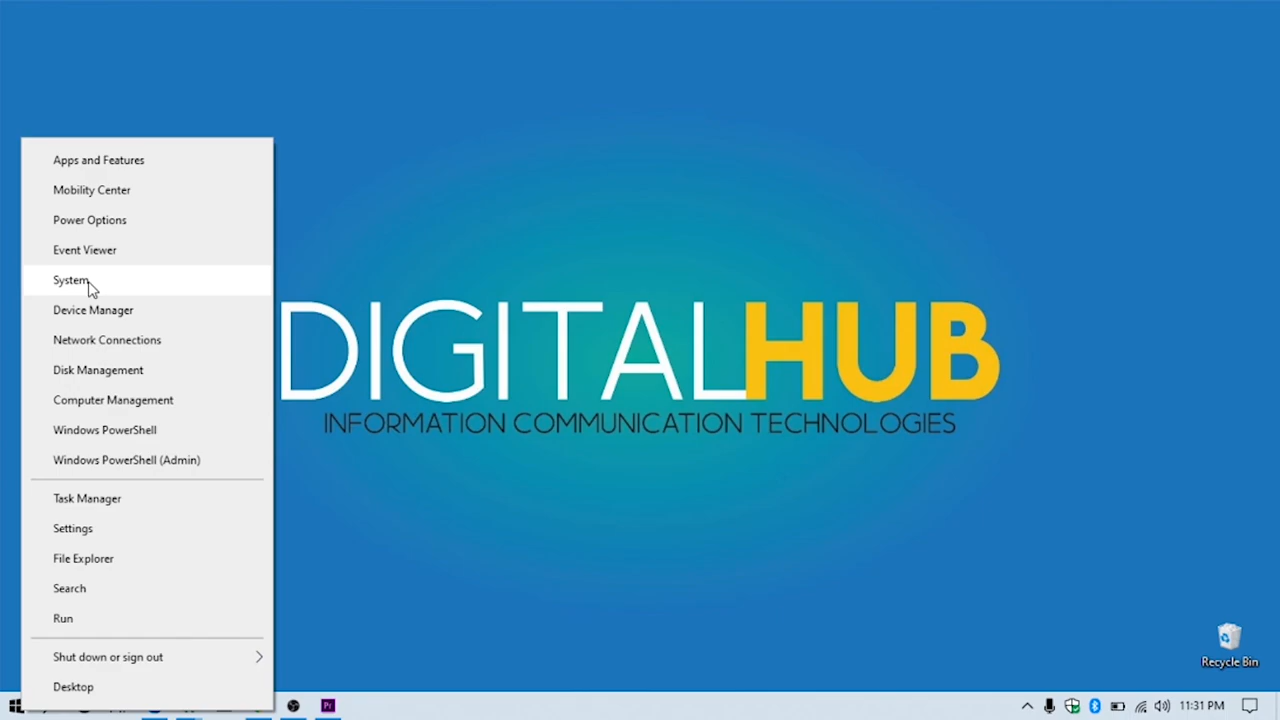 Apps and Features
Mobility Center
Power Options
Event Viewer
System
Device Manager
Network Connections
Disk Management
Computer Management
Windows PowerShell
Windows PowerShell (Admin)
Task Manager
Settings
File Explorer
Search
Run
Shut down or sign out
Desktop
DIGITALHUB
INFORMATION COMMUNICATION TECHNOLOGIES
Recycle Bin
Pr
11:31 PM